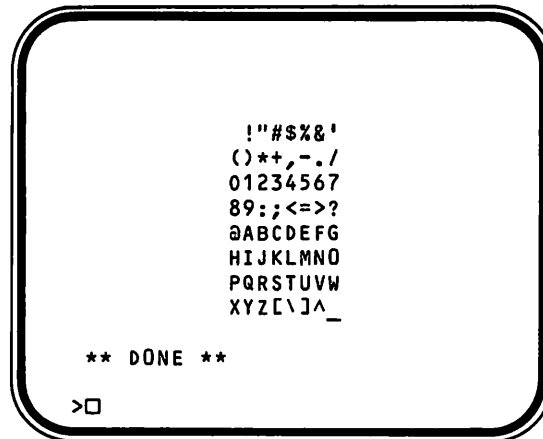 !"#$%&'
()*+,-./
01234567
89:;<=>?
@ABCDEFG
HIJKLMNO
PQRSTUVW
XYZ[\]^_
** DONE **
>□